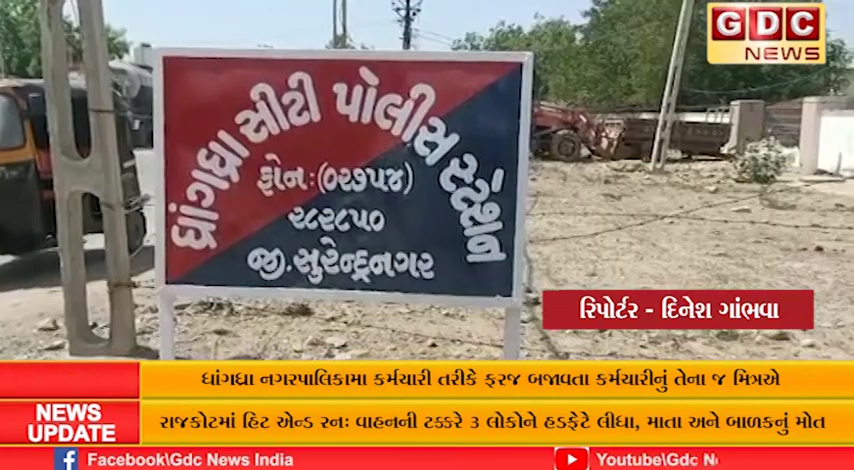 GDC
NEWS
ધ્રાંગધ્રા સીટી પોલીસ સ્ટેશન
ફોન:(૦૨૭૫૪)
૨૮૨૮૫૦
જી.સુરેન્દ્રનગર
રિપોર્ટર - દિનેશ ગાંભવા
ધાંગધ્રા નગરપાલિકામા કર્મચારી તરીકે ફરજ બજાવતા કર્મચારીનું તેના જ મિત્રએ
NEWS
UPDATE
રાજકોટમાં હિટ એન્ડ રનઃ વાહનની ટક્કરે 3 લોકોને હડફેટે લીધા, માતા અને બાળકનું મોત
Facebook\Gdc News India
Youtube\Gdc N